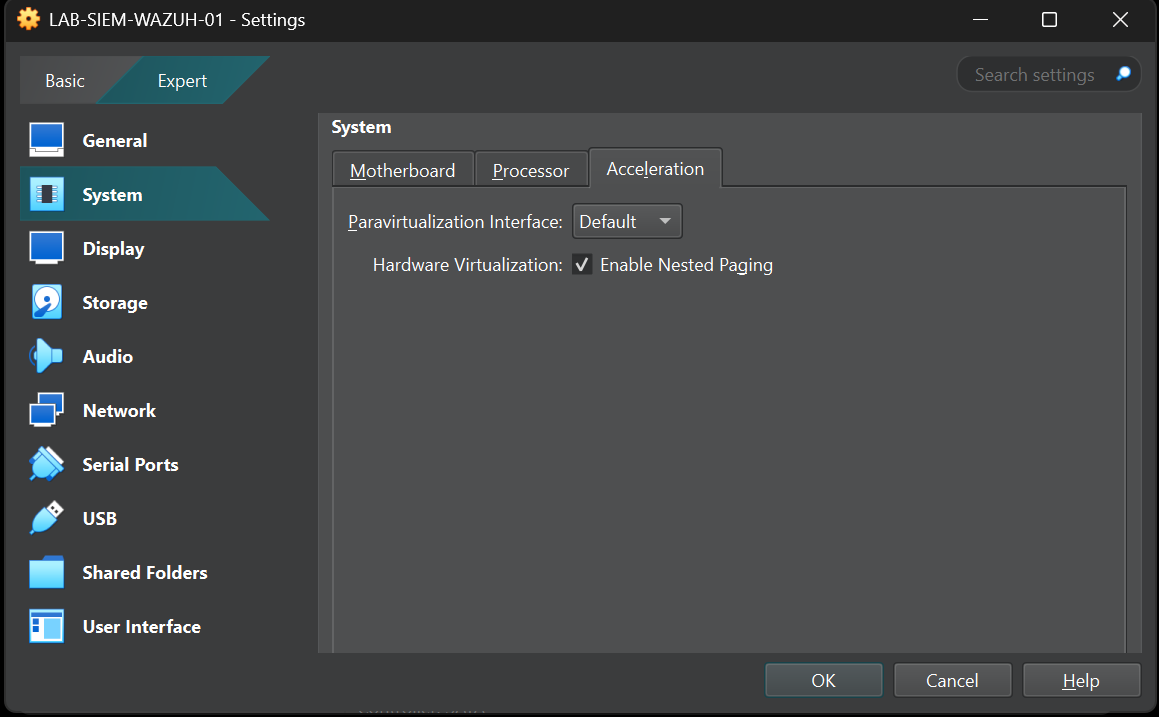 LAB-SIEM-WAZUH-01 - Settings
Basic
Expert
Search settings
General
System
Display
Storage
Audio
Network
Serial Ports
USB
Shared Folders
User Interface
System
Motherboard
Processor
Acceleration
Paravirtualization Interface: Default
Hardware Virtualization: Enable Nested Paging
OK
Cancel
Help